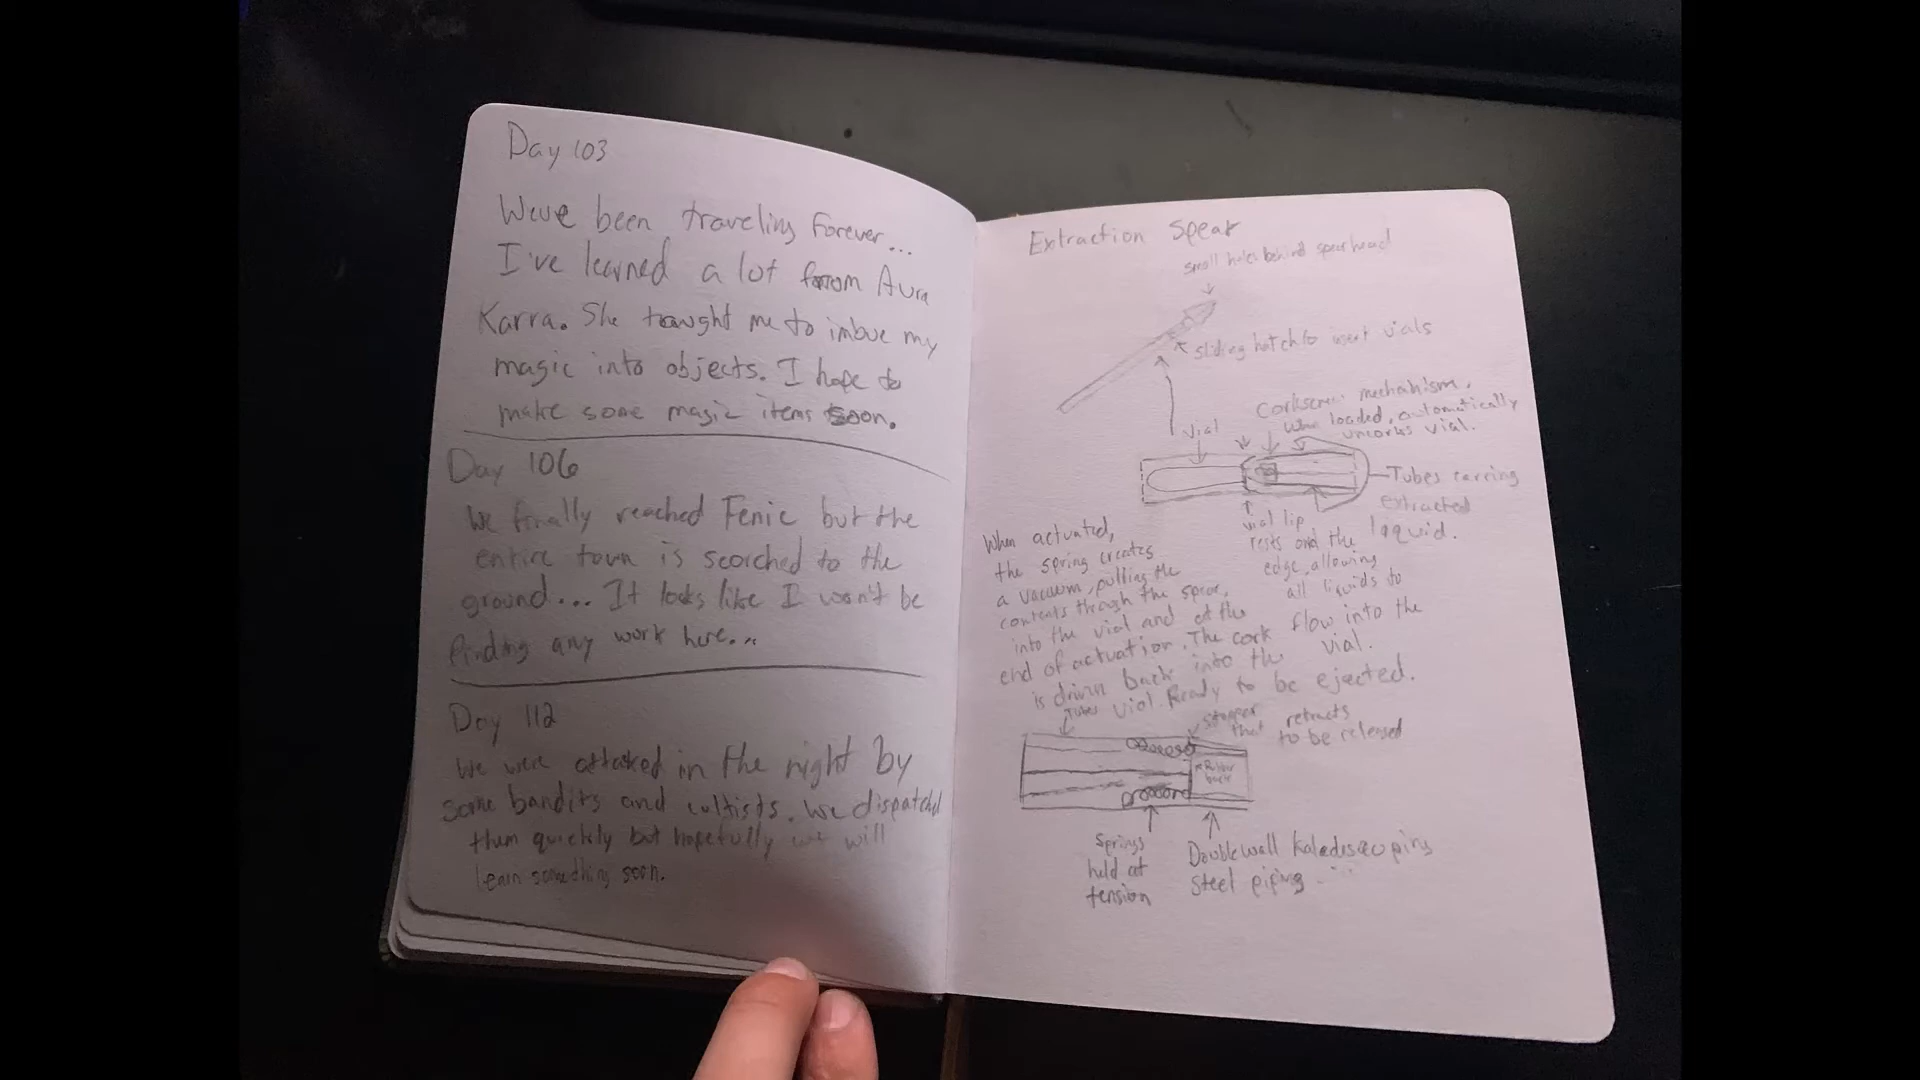 Day 103
Weve been traveling forever...
I've learned a lot from Aura
Karra. She taught me to imbue my
magic into objects. I hope to
make some magic items soon.
Day 106
We finally reached Fenic but the
entire town is scorched to the
ground... It looks like I won't be
finding any work here...
Day 112
We were attaked in the night by
some bandits and cultists. We dispatched
them quickly but hopefully we will
learn something soon.
Extraction Spear
small holes behind spearhead
sliding hatch to insert vials
Corkscrew mechanism.
When loaded, automatically
uncorks vial.
vial
Tubes carring
extracted
liquid.
vial lip
rests on the
edge, allowing
all liquids to
flow into the
vial.
When actuated,
the spring creates
a vacuum, pulling the
contents through the spear,
into the vial and at the
end of actuation. The cork
is driven back into the
vial. Ready to be ejected.
Tubes
stopper
that retracts
to be released
Rubber
back
Springs
held at
tension
Double wall kaledescoping
steel piping...